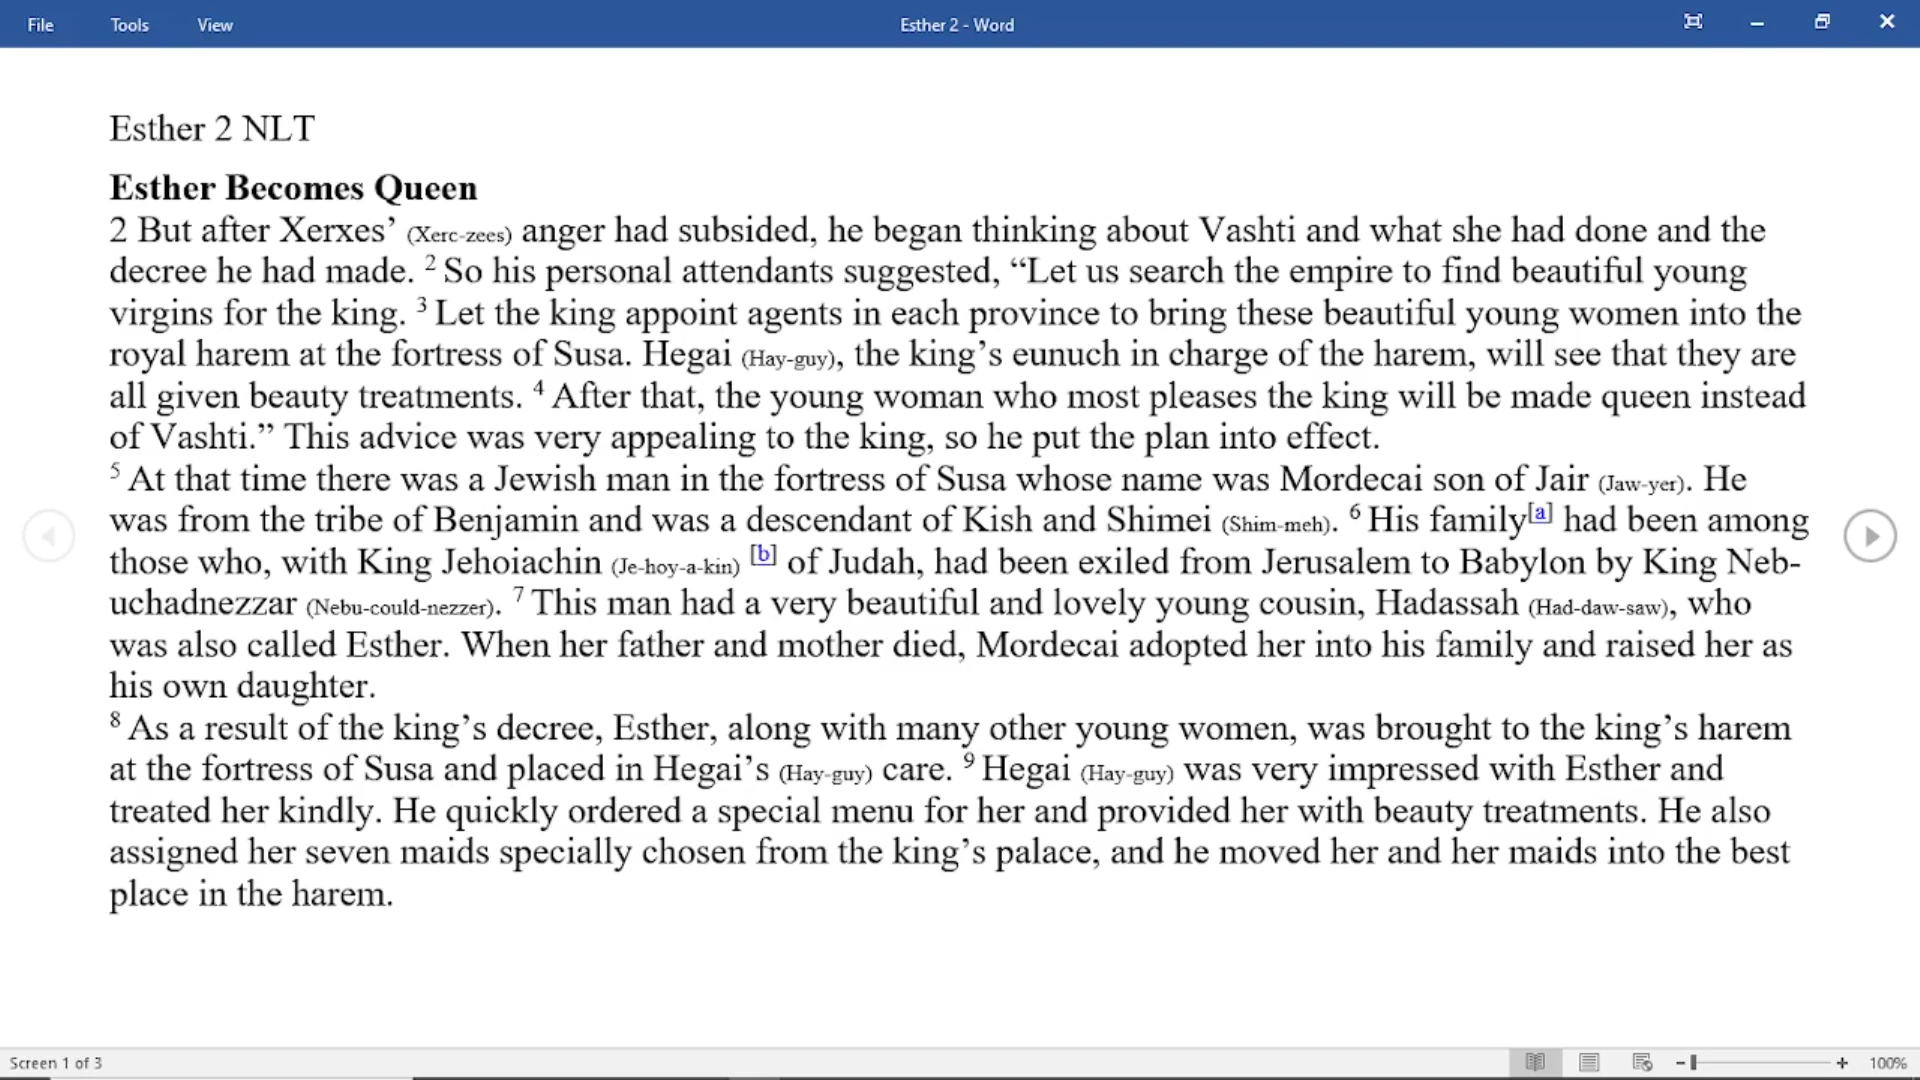 File Tools View Esther 2 - Word
Esther 2 NLT
Esther Becomes Queen
2 But after Xerxes’ (Xerc-zees) anger had subsided, he began thinking about Vashti and what she had done and the
decree he had made. 2 So his personal attendants suggested, “Let us search the empire to find beautiful young
virgins for the king. 3 Let the king appoint agents in each province to bring these beautiful young women into the
royal harem at the fortress of Susa. Hegai (Hay-guy), the king’s eunuch in charge of the harem, will see that they are
all given beauty treatments. 4 After that, the young woman who most pleases the king will be made queen instead
of Vashti.” This advice was very appealing to the king, so he put the plan into effect.
5 At that time there was a Jewish man in the fortress of Susa whose name was Mordecai son of Jair (Jaw-yer). He
was from the tribe of Benjamin and was a descendant of Kish and Shimei (Shim-meh). 6 His family[a] had been among
those who, with King Jehoiachin (Je-hoy-a-kin) [b] of Judah, had been exiled from Jerusalem to Babylon by King Neb-
uchadnezzar (Nebu-could-nezzer). 7 This man had a very beautiful and lovely young cousin, Hadassah (Had-daw-saw), who
was also called Esther. When her father and mother died, Mordecai adopted her into his family and raised her as
his own daughter.
8 As a result of the king’s decree, Esther, along with many other young women, was brought to the king’s harem
at the fortress of Susa and placed in Hegai’s (Hay-guy) care. 9 Hegai (Hay-guy) was very impressed with Esther and
treated her kindly. He quickly ordered a special menu for her and provided her with beauty treatments. He also
assigned her seven maids specially chosen from the king’s palace, and he moved her and her maids into the best
place in the harem.
Screen 1 of 3 100%